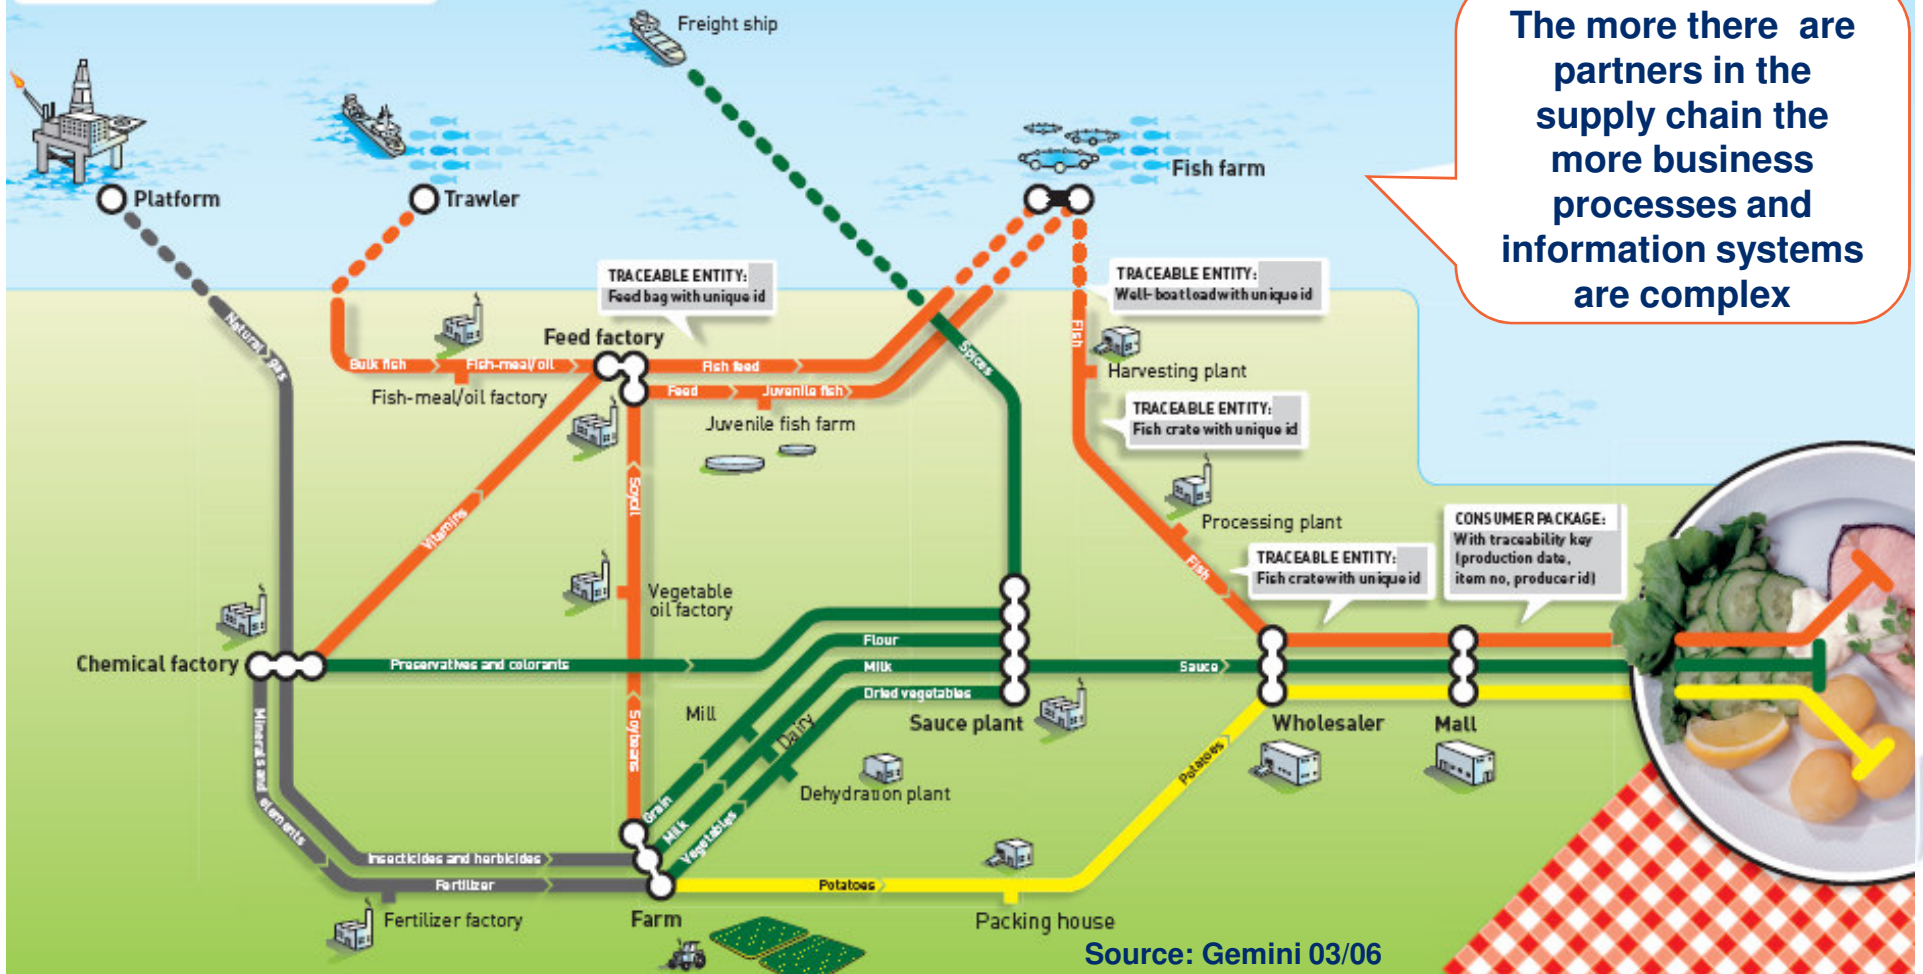 Freight ship
The more there are
partners in the
supply chain the
more business
processes and
information systems
are complex
Platform
Trawler
Fish farm
TRACEABLE ENTITY:
Feed bag with unique id
TRACEABLE ENTITY:
Well-boat load with unique id
Natural gas
Feed factory
Bulk fish
Fish-meal/oil
Fish feed
Fish
Spices
Harvesting plant
Fish-meal/oil factory
Feed
Juvenile fish
Juvenile fish farm
TRACEABLE ENTITY:
Fish crate with unique id
Vitamins
Soyoil
Processing plant
CONSUMER PACKAGE:
With traceability key
(production date,
item no, producer id)
TRACEABLE ENTITY:
Fish crate with unique id
Fish
Vegetable
oil factory
Chemical factory
Preservatives and colorants
Flour
Milk
Dried vegetables
Sauce
Minerals and elements
Soybeans
Mill
Dairy
Sauce plant
Wholesaler
Mall
Potatoes
Dehydration plant
Grain
Milk
Vegetables
Insecticides and herbicides
Fertilizer
Potatoes
Fertilizer factory
Farm
Packing house
Source: Gemini 03/06